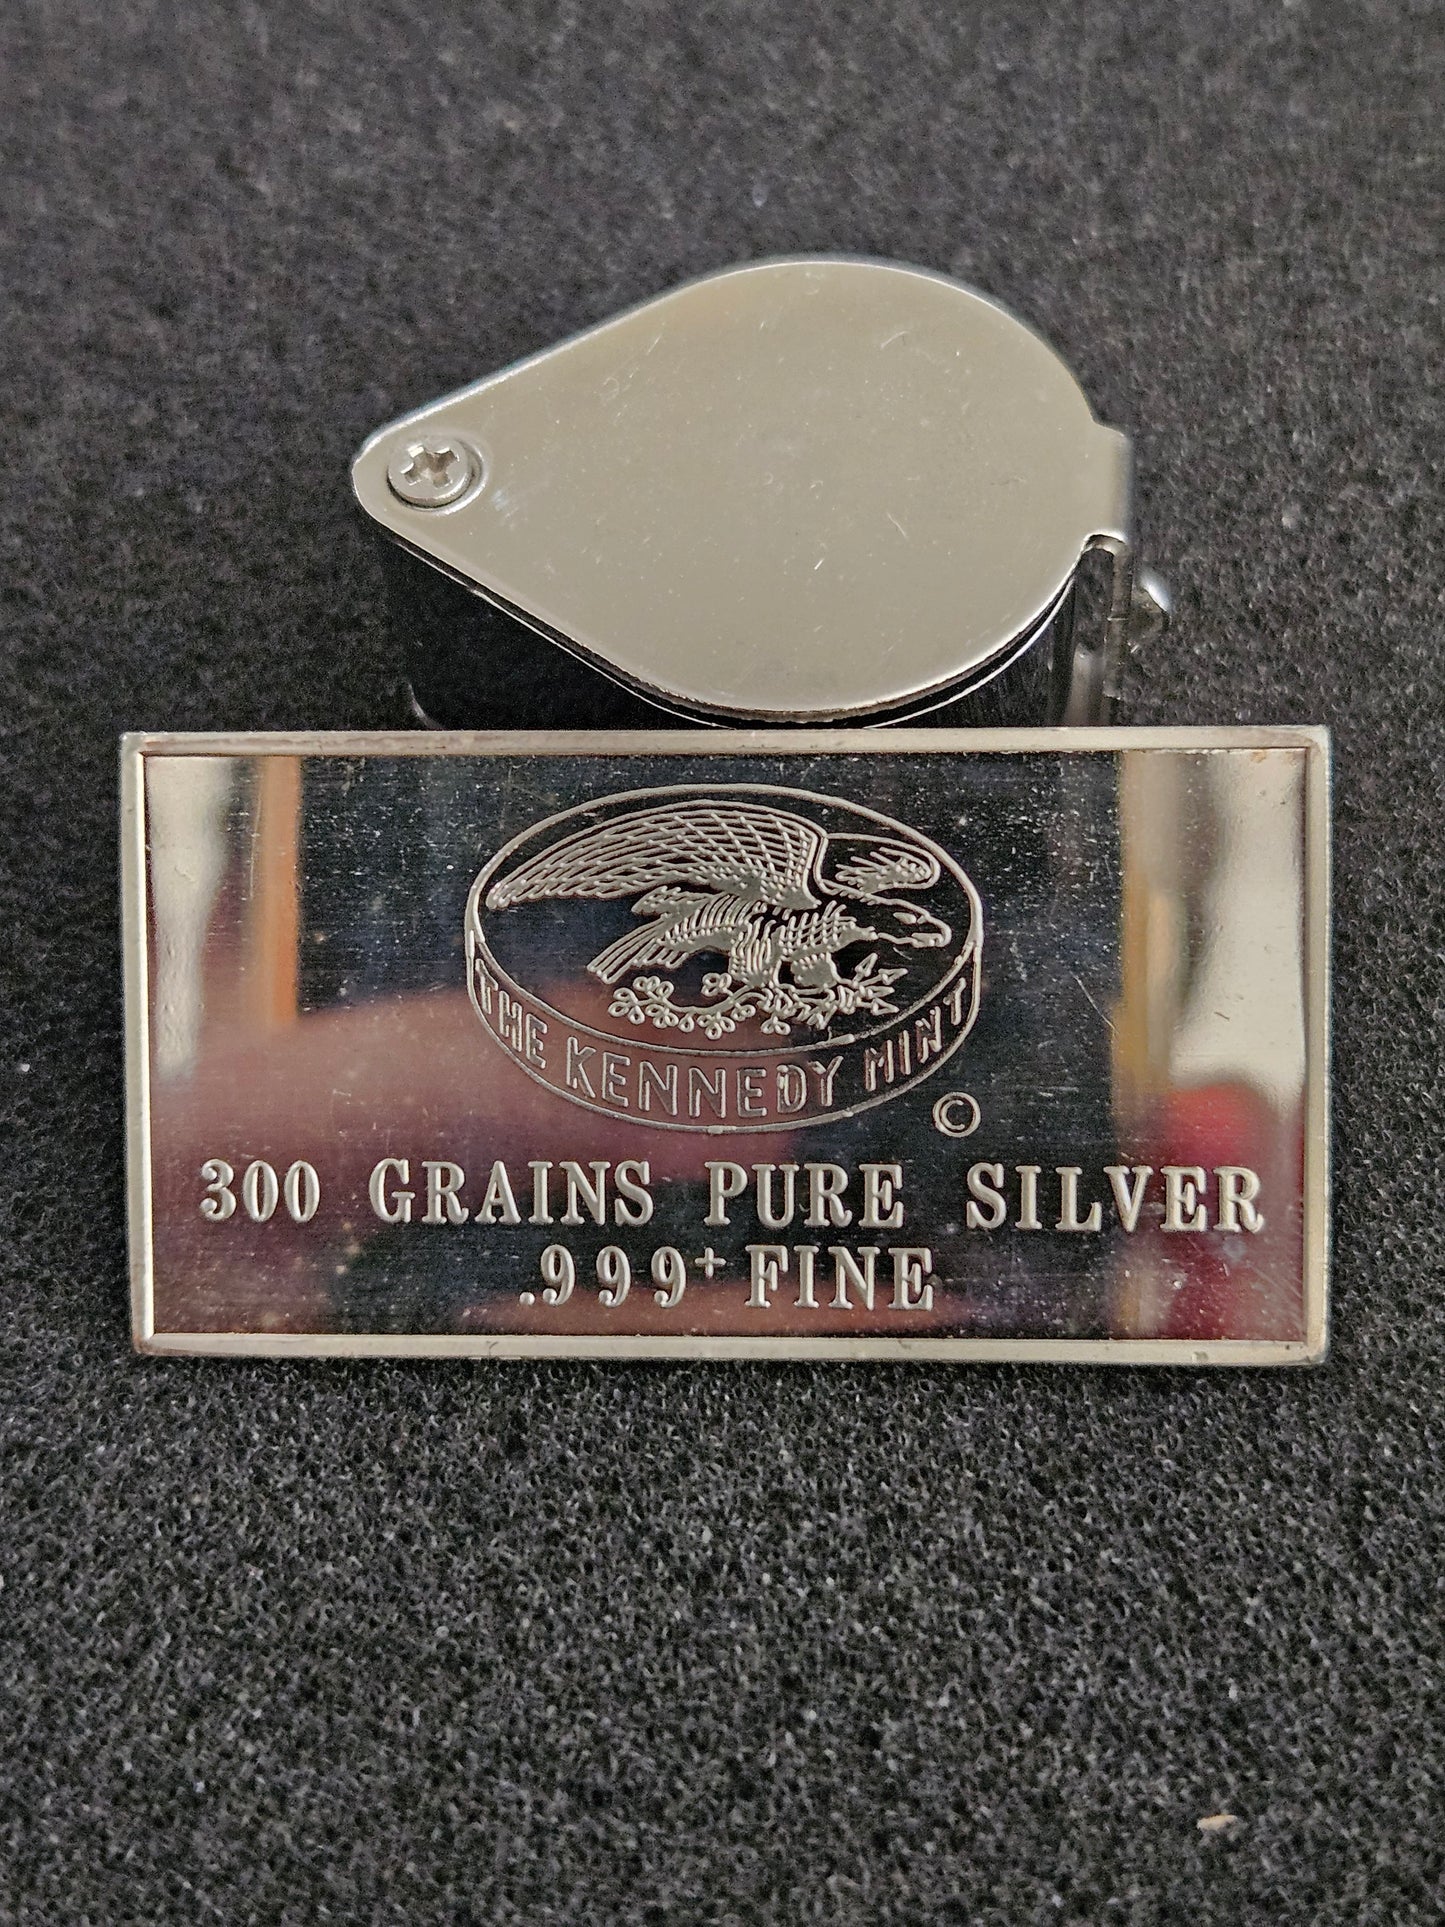 THE KENNEDY MINT
©
300 GRAINS PURE SILVER
.999+ FINE